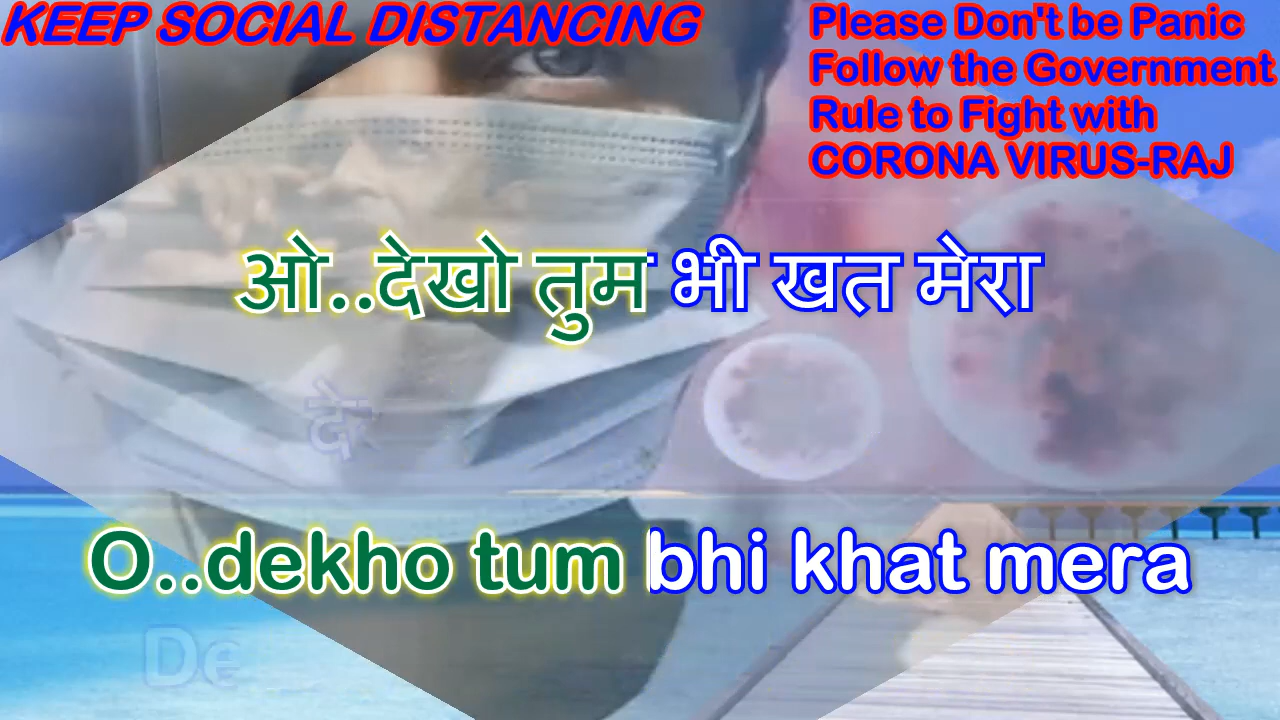 KEEP SOCIAL DISTANCING
Please Don't be Panic
Follow the Government
Rule to Fight with
CORONA VIRUS-RAJ
ओ..देखो तुम भी खत मेरा
दे
O..dekho tum bhi khat mera
De